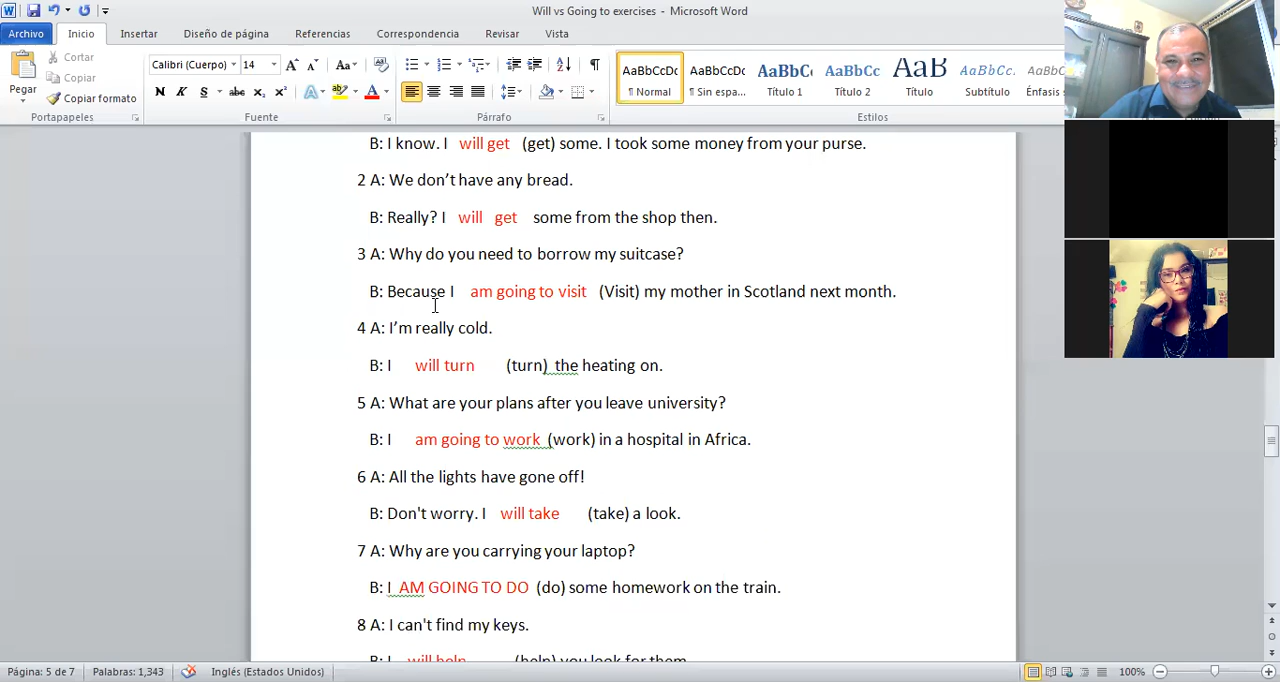 Will vs Going to exercises - Microsoft Word
Archivo Inicio Insertar Diseño de página Referencias Correspondencia Revisar Vista
Cortar
Copiar
Copiar formato
Pegar
Portapapeles
Calibri (Cuerpo) 14
Fuente
Párrafo
AaBbCcDc AaBbCcDc AaBbC AaBbCc AaB AaBbCc. AaBbCc
¶ Normal ¶ Sin espa... Título 1 Título 2 Título Subtítulo Énfasis
Estilos
B: I know. I will get (get) some. I took some money from your purse.
2 A: We don’t have any bread.
B: Really? I will get some from the shop then.
3 A: Why do you need to borrow my suitcase?
B: Because I am going to visit (Visit) my mother in Scotland next month.
4 A: I’m really cold.
B: I will turn (turn) the heating on.
5 A: What are your plans after you leave university?
B: I am going to work (work) in a hospital in Africa.
6 A: All the lights have gone off!
B: Don't worry. I will take (take) a look.
7 A: Why are you carrying your laptop?
B: I AM GOING TO DO (do) some homework on the train.
8 A: I can't find my keys.
B: I will help (help) you look for them.
Página: 5 de 7 Palabras: 1,343 Inglés (Estados Unidos) 100%